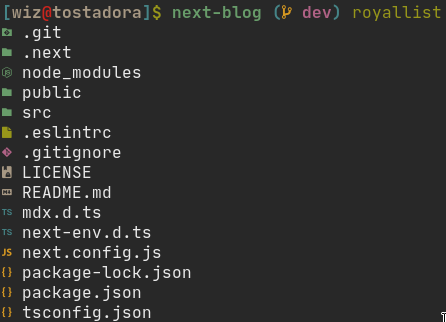 [wiz@tostadora]$ next-blog ( dev) royallist
.git
.next
node_modules
public
src
.eslintrc
.gitignore
LICENSE
README.md
TS mdx.d.ts
TS next-env.d.ts
JS next.config.js
{} package-lock.json
{} package.json
{} tsconfig.json